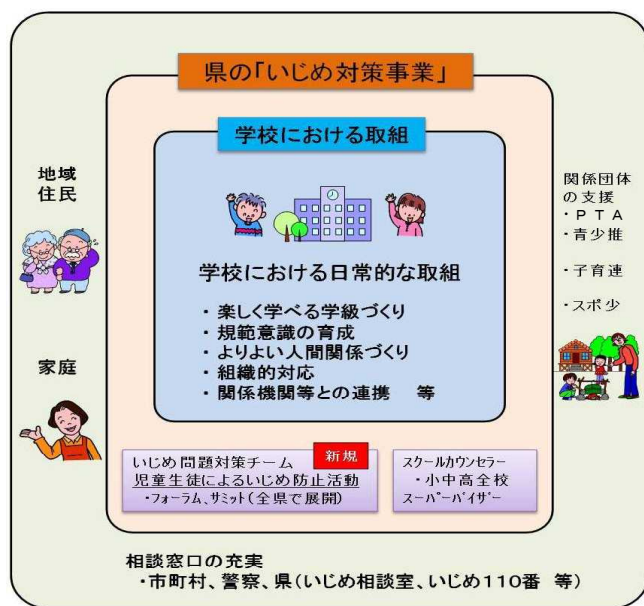 県の「いじめ対策事業」
学校における取組
学校における日常的な取組
・楽しく学べる学級づくり
・規範意識の育成
・よりよい人間関係づくり
・組織的対応
・関係機関等との連携　等
地域
住民
家庭
関係団体
の支援
・ＰＴＡ
・青少推
・子育連
・スポ少
いじめ問題対策チーム
新規
児童生徒によるいじめ防止活動
・フォーラム、サミット（全県で展開）
スクールカウンセラー
・小中高全校
スーパーバイザー
相談窓口の充実
・市町村、警察、県（いじめ相談室、いじめ110番　等）